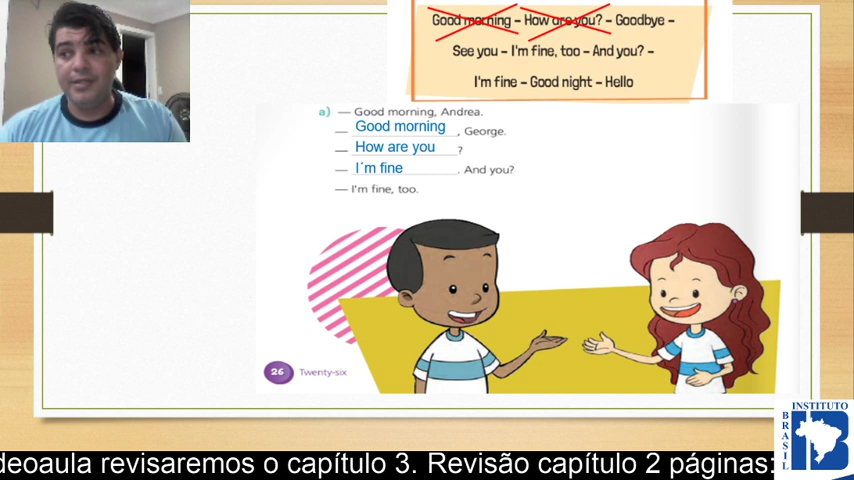 Good morning – How are you? – Goodbye –
See you – I'm fine, too – And you? –
I'm fine – Good night – Hello
a) — Good morning, Andrea.
— Good morning, George.
— How are you ?
— I´m fine. And you?
— I'm fine, too.
26 Twenty-six
INSTITUTO
BRASIL
deoaula revisaremos o capítulo 3. Revisão capítulo 2 páginas: